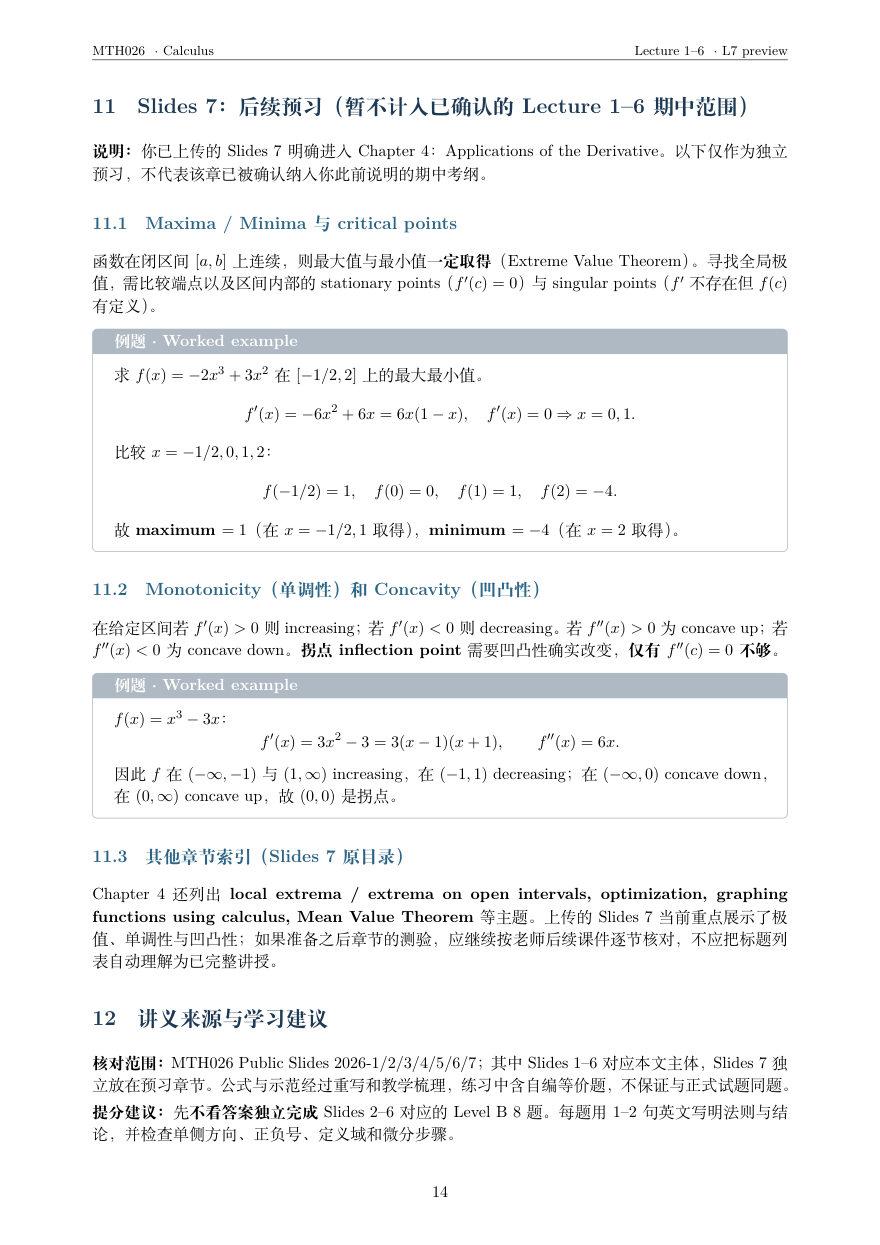 MTH026 · Calculus
Lecture 1–6 · L7 preview
11 Slides 7：后续预习（暂不计入已确认的 Lecture 1–6 期中范围）
说明：你已上传的 Slides 7 明确进入 Chapter 4：Applications of the Derivative。以下仅作为独立
预习，不代表该章已被确认纳入你此前说明的期中考纲。
11.1 Maxima / Minima 与 critical points
函数在闭区间 [a, b] 上连续，则最大值与最小值一定取得（Extreme Value Theorem）。寻找全局极
值，需比较端点以及区间内部的 stationary points（f′(c) = 0）与 singular points（f′ 不存在但 f(c)
有定义）。
例题 · Worked example
求 f(x) = −2x³ + 3x² 在 [−1/2, 2] 上的最大最小值。
f′(x) = −6x² + 6x = 6x(1 − x), f′(x) = 0 ⇒ x = 0, 1.
比较 x = −1/2, 0, 1, 2：
f(−1/2) = 1, f(0) = 0, f(1) = 1, f(2) = −4.
故 maximum = 1（在 x = −1/2, 1 取得），minimum = −4（在 x = 2 取得）。
11.2 Monotonicity（单调性）和 Concavity（凹凸性）
在给定区间若 f′(x) > 0 则 increasing；若 f′(x) < 0 则 decreasing。若 f″(x) > 0 为 concave up；若
f″(x) < 0 为 concave down。拐点 inflection point 需要凹凸性确实改变，仅有 f″(c) = 0 不够。
例题 · Worked example
f(x) = x³ − 3x：
f′(x) = 3x² − 3 = 3(x − 1)(x + 1), f″(x) = 6x.
因此 f 在 (−∞, −1) 与 (1, ∞) increasing，在 (−1, 1) decreasing；在 (−∞, 0) concave down，
在 (0, ∞) concave up，故 (0, 0) 是拐点。
11.3 其他章节索引（Slides 7 原目录）
Chapter 4 还列出 local extrema / extrema on open intervals, optimization, graphing
functions using calculus, Mean Value Theorem 等主题。上传的 Slides 7 当前重点展示了极
值、单调性与凹凸性；如果准备之后章节的测验，应继续按老师后续课件逐节核对，不应把标题列
表自动理解为已完整讲授。
12 讲义来源与学习建议
核对范围：MTH026 Public Slides 2026-1/2/3/4/5/6/7；其中 Slides 1–6 对应本文主体，Slides 7 独
立放在预习章节。公式与示范经过重写和教学梳理，练习中含自编等价题，不保证与正式试题同题。
提分建议：先不看答案独立完成 Slides 2–6 对应的 Level B 8 题。每题用 1–2 句英文写明法则与结
论，并检查单侧方向、正负号、定义域和微分步骤。
14